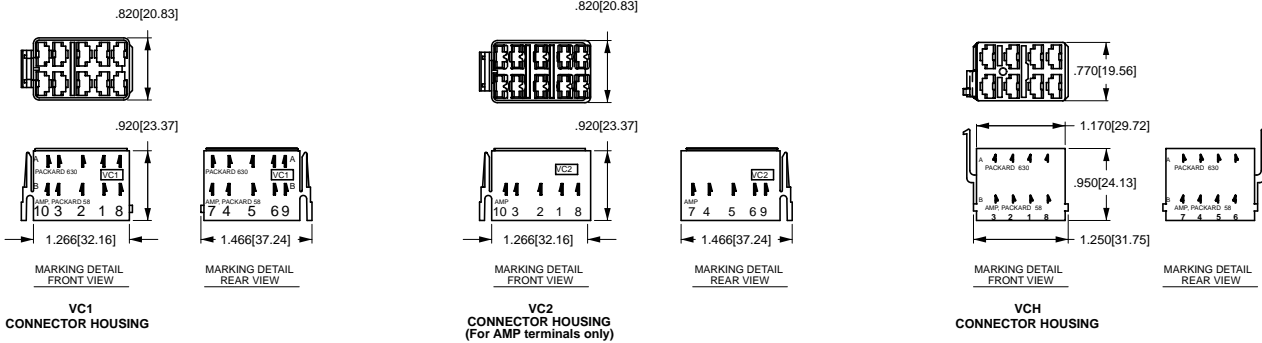 .820[20.83]
.920[23.37]
A
PACKARD 630
VC1
B
AMP, PACKARD 58
10 3 2 1 8
1.266[32.16]
MARKING DETAIL
FRONT VIEW
A
PACKARD 630
VC1
B
AMP, PACKARD 58
7 4 5 6 9
1.466[37.24]
MARKING DETAIL
REAR VIEW
VC1
CONNECTOR HOUSING
.820[20.83]
.920[23.37]
VC2
AMP
10 3 2 1 8
1.266[32.16]
MARKING DETAIL
FRONT VIEW
VC2
AMP
7 4 5 6 9
1.466[37.24]
MARKING DETAIL
REAR VIEW
VC2
CONNECTOR HOUSING
(For AMP terminals only)
.770[19.56]
1.170[29.72]
A
PACKARD 630
.950[24.13]
B
AMP, PACKARD 58
3 2 1 8
1.250[31.75]
MARKING DETAIL
FRONT VIEW
A
PACKARD 630
B
AMP, PACKARD 58
7 4 5 6
MARKING DETAIL
REAR VIEW
VCH
CONNECTOR HOUSING